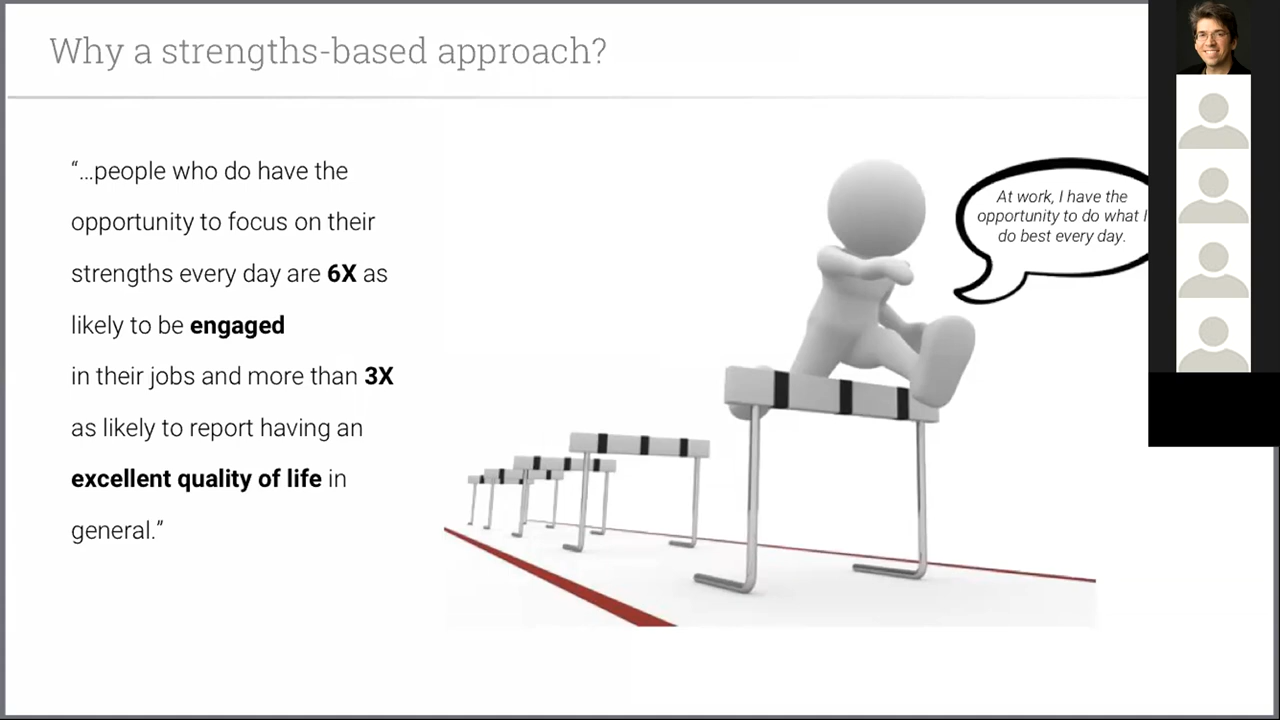 Why a strengths-based approach?
“...people who do have the
opportunity to focus on their
strengths every day are 6X as
likely to be engaged
in their jobs and more than 3X
as likely to report having an
excellent quality of life in
general.”
At work, I have the
opportunity to do what I
do best every day.